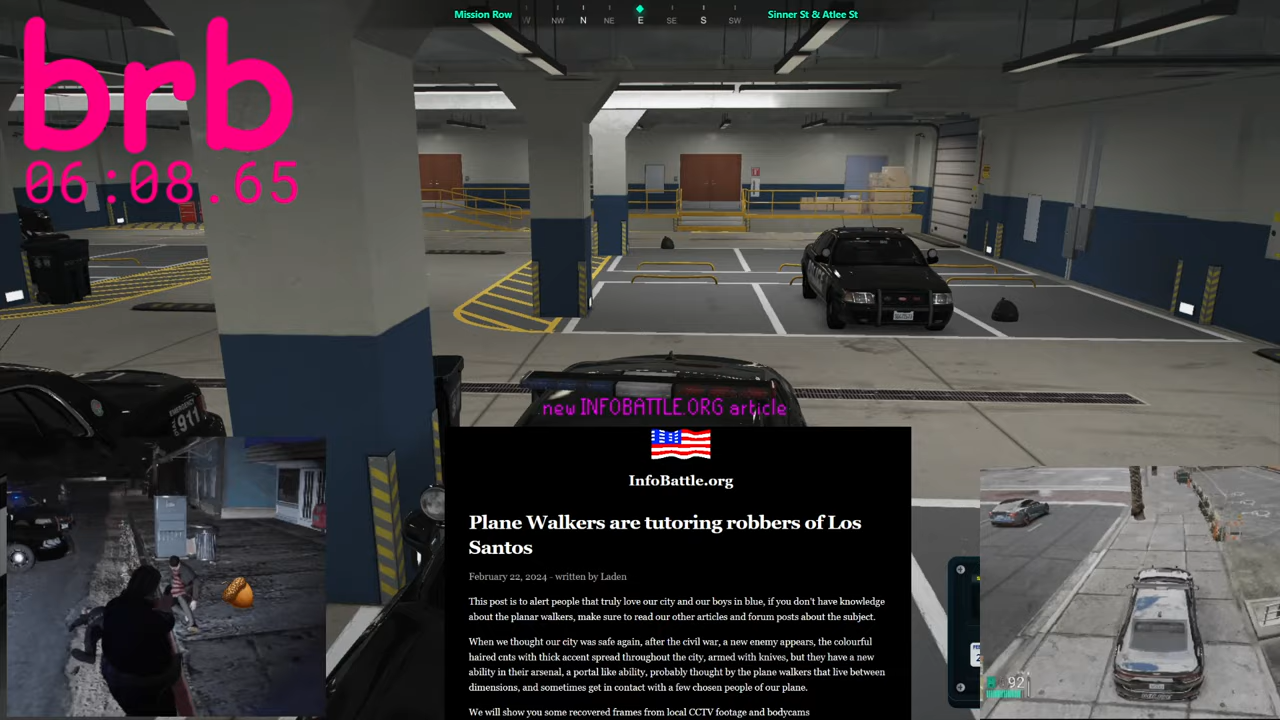 Mission Row
W NW N NE E SE S SW
Sinner St & Atlee St
brb
06:08.65
911
new INFOBATTLE.ORG article
InfoBattle.org
Plane Walkers are tutoring robbers of Los
Santos
February 22, 2024 - written by Laden
This post is to alert people that truly love our city and our boys in blue, if you don't have knowledge
about the planar walkers, make sure to read our other articles and forum posts about the subject.
When we thought our city was safe again, after the civil war, a new enemy appears, the colourful
haired cnts with thick accent spread throughout the city, armed with knives, but they have a new
ability in their arsenal, a portal like ability, probably thought by the plane walkers that live between
dimensions, and sometimes get in contact with a few chosen people of our plane.
We will show you some recovered frames from local CCTV footage and bodycams
92